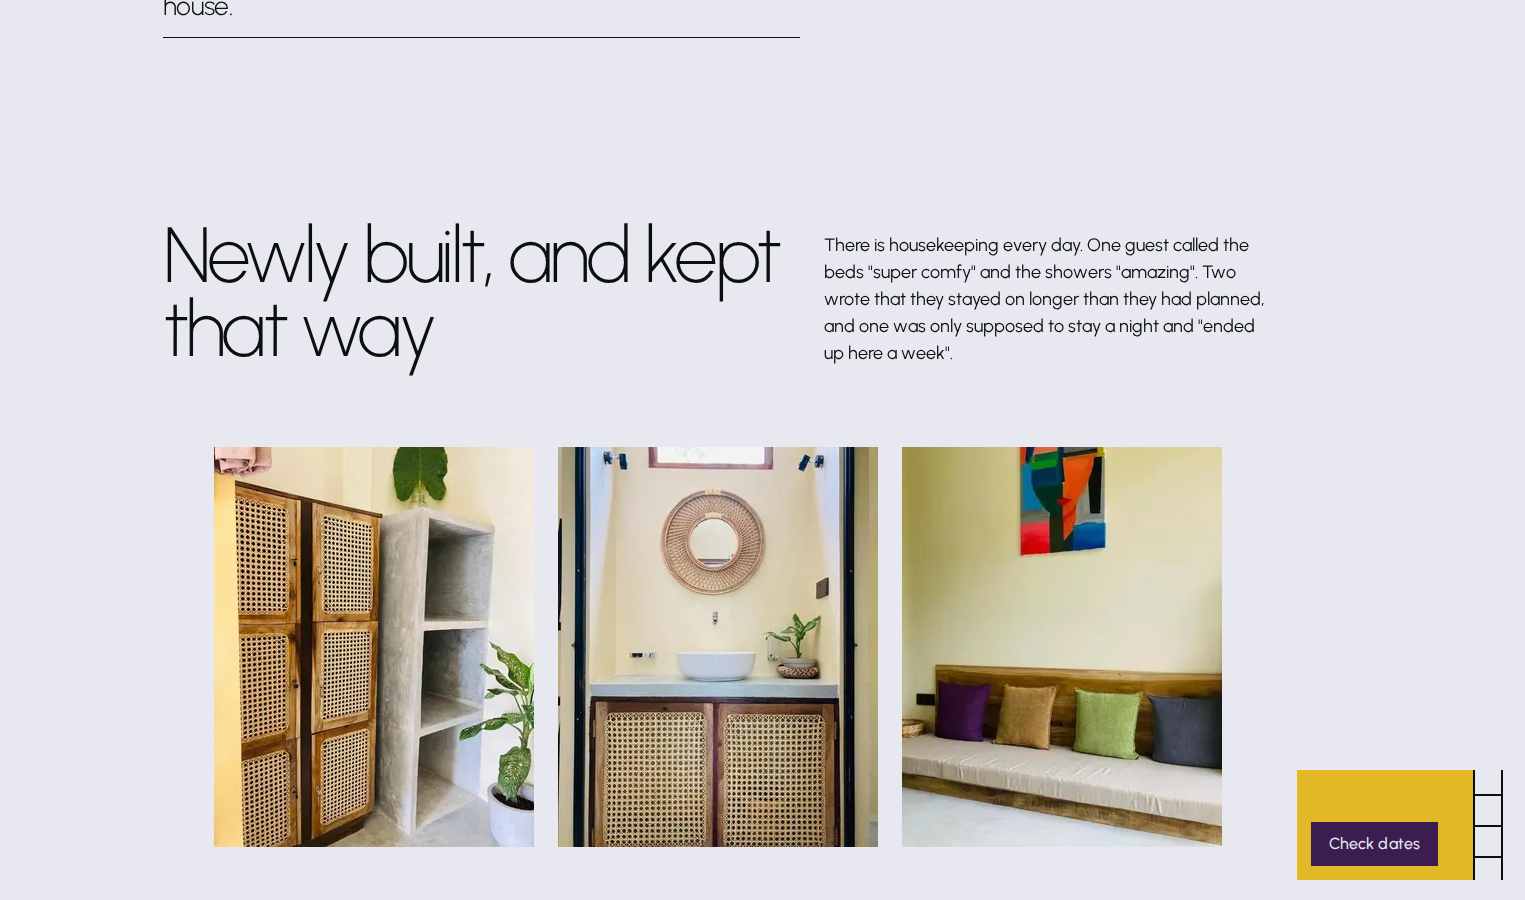 house.
Newly built, and kept
that way
There is housekeeping every day. One guest called the
beds "super comfy" and the showers "amazing". Two
wrote that they stayed on longer than they had planned,
and one was only supposed to stay a night and "ended
up here a week".
Check dates